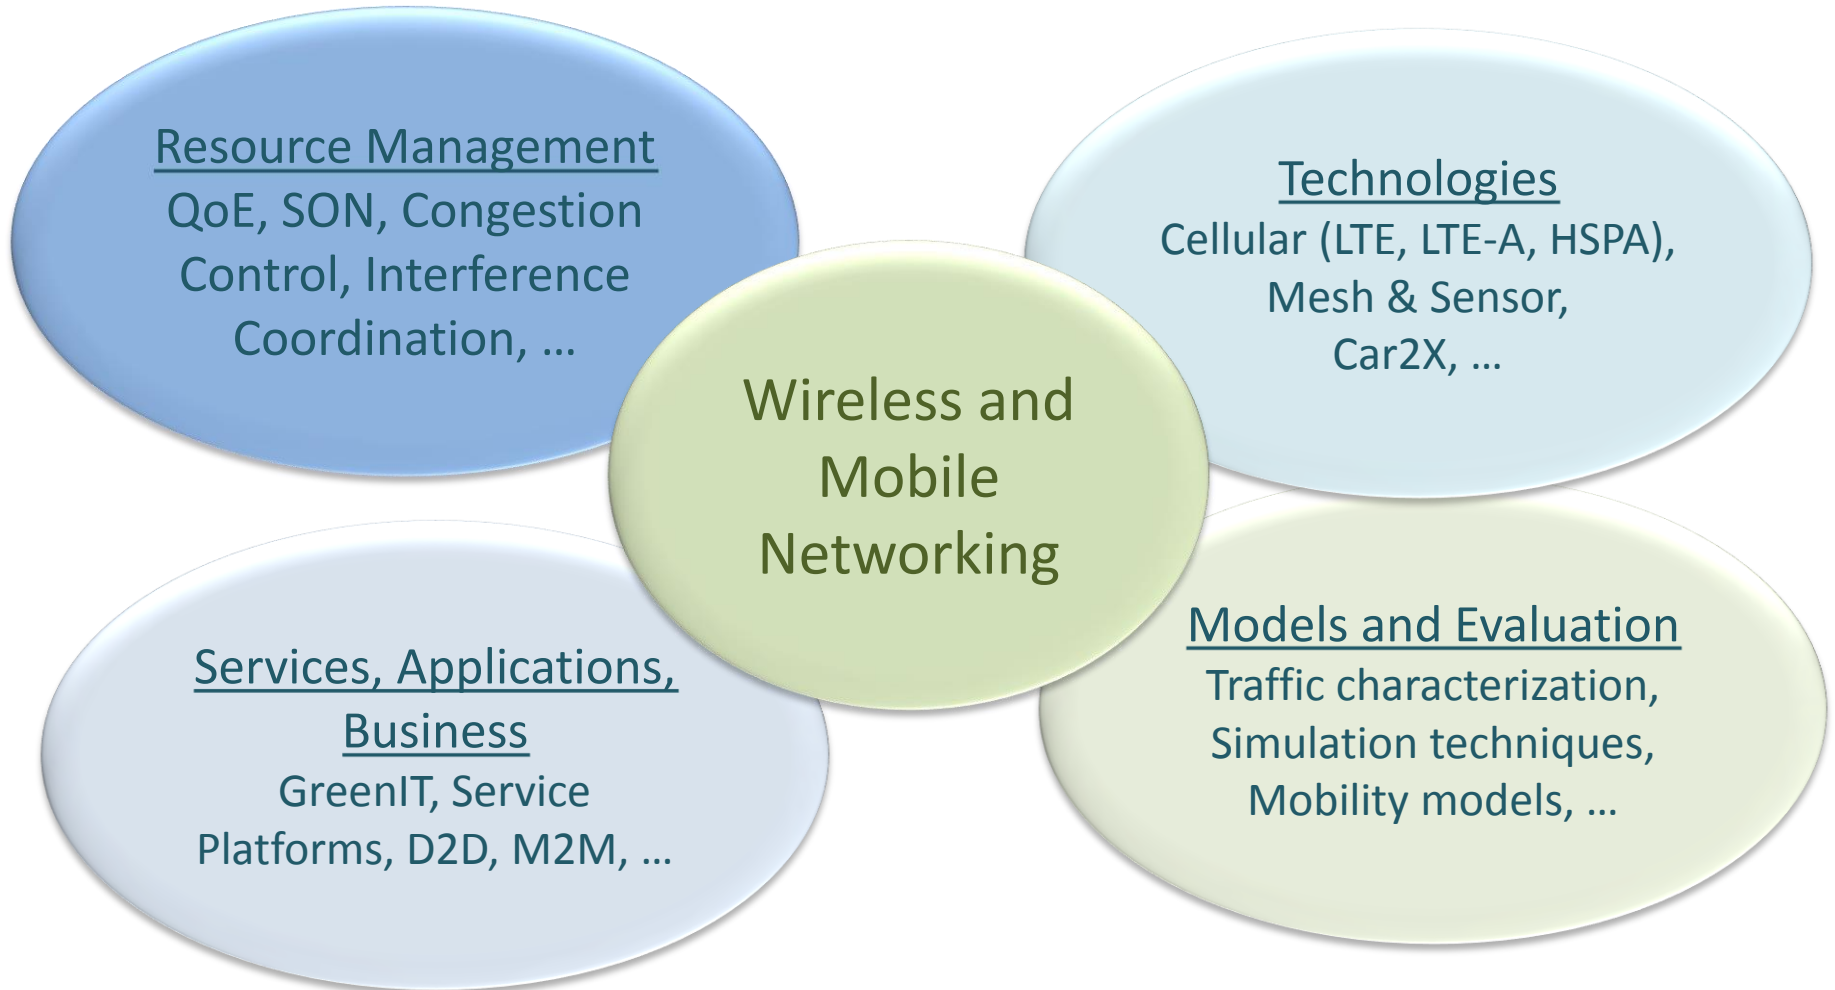 Resource Management
QoE, SON, Congestion
Control, Interference
Coordination, …
Technologies
Cellular (LTE, LTE-A, HSPA),
Mesh & Sensor,
Car2X, …
Wireless and
Mobile
Networking
Services, Applications,
Business
GreenIT, Service
Platforms, D2D, M2M, …
Models and Evaluation
Traffic characterization,
Simulation techniques,
Mobility models, …